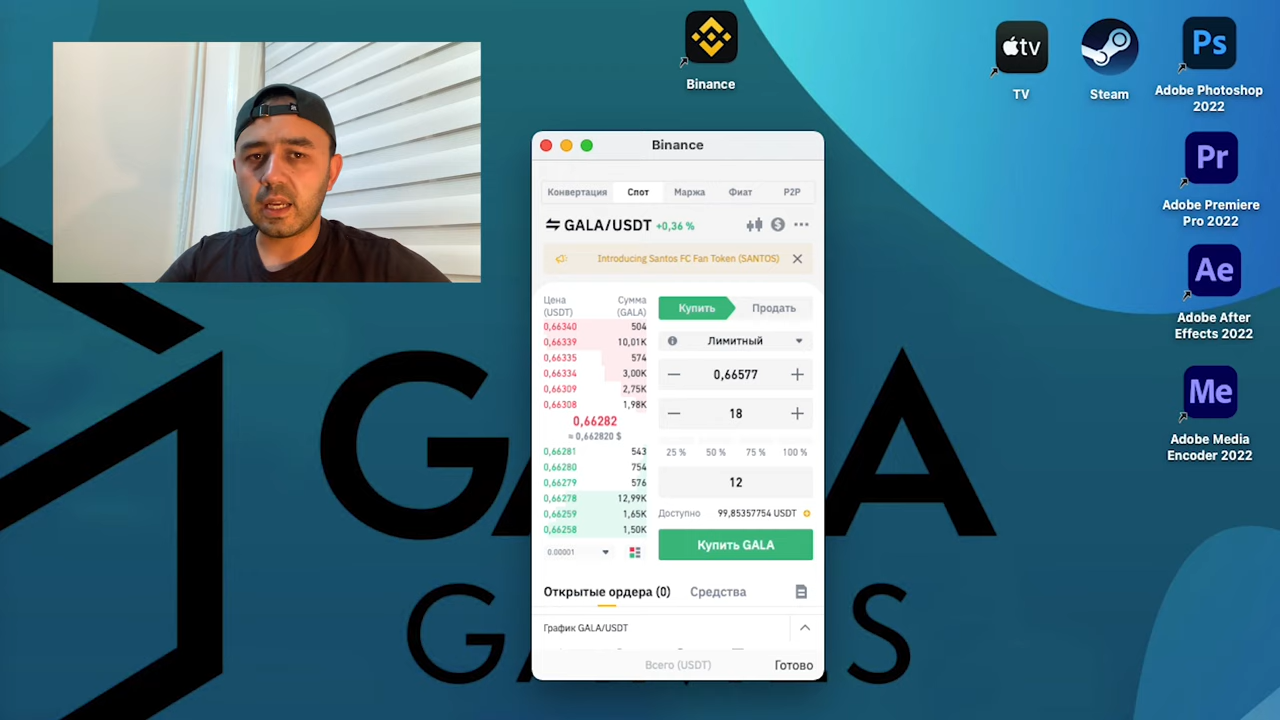 Binance
TV
Steam
Adobe Photoshop
2022
Adobe Premiere
Pro 2022
Adobe After
Effects 2022
Adobe Media
Encoder 2022
tv
Ps
Pr
Ae
Me
Binance
Конвертация Спот Маржа Фиат P2P
GALA/USDT +0,36 %
Introducing Santos FC Fan Token (SANTOS)
Цена Сумма
(USDT) (GALA)
0,66340 504
0,66339 10,01K
0,66335 574
0,66334 3,00K
0,66309 2,75K
0,66308 1,98K
0,66282
≈ 0,662820 $
0,66281 543
0,66280 754
0,66279 576
0,66278 12,99K
0,66259 1,65K
0,66258 1,50K
0.00001
Купить Продать
Лимитный
0,66577
18
25 % 50 % 75 % 100 %
12
Доступно 99,85357754 USDT
Купить GALA
Открытые ордера (0) Средства
График GALA/USDT
Всего (USDT) Готово